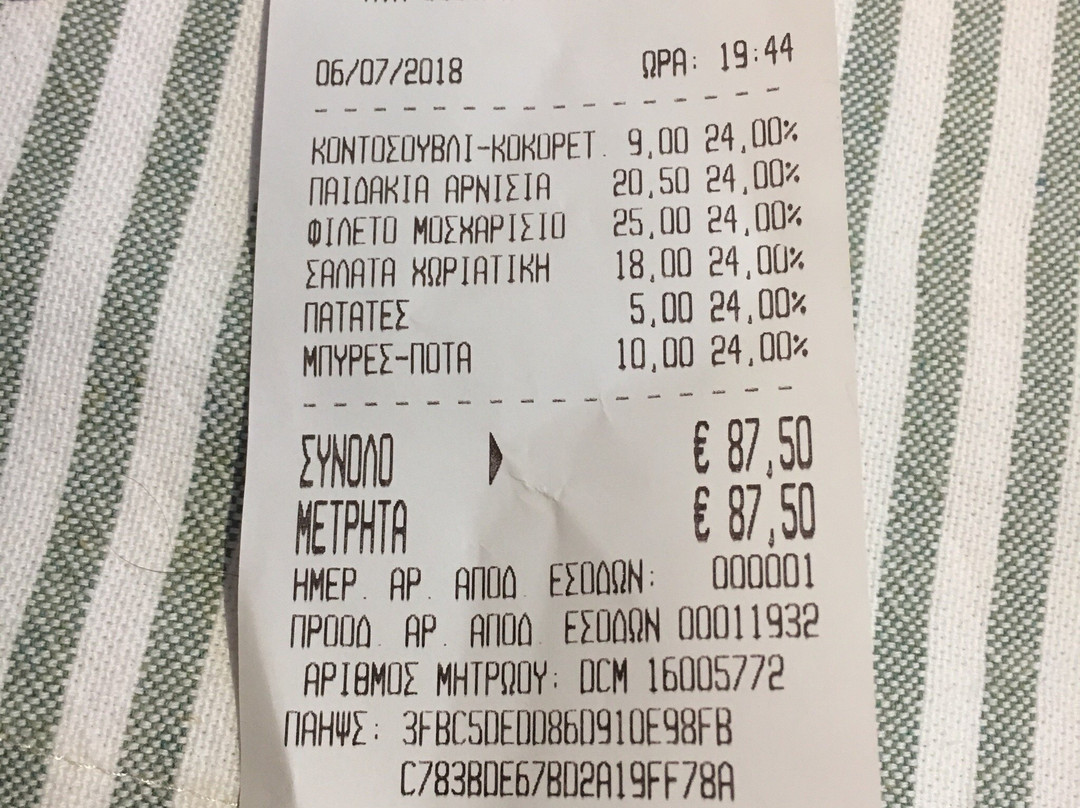 06/07/2018 ΩΡΑ: 19:44
ΚΟΝΤΟΣΟΥΒΛΙ-ΚΟΚΟΡΕΤ. 9,00 24,00%
ΠΑΙΔΑΚΙΑ ΑΡΝΙΣΙΑ 20,50 24,00%
ΦΙΛΕΤΟ ΜΟΣΧΑΡΙΣΙΟ 25,00 24,00%
ΣΑΛΑΤΑ ΧΩΡΙΑΤΙΚΗ 18,00 24,00%
ΠΑΤΑΤΕΣ 5,00 24,00%
ΜΠΥΡΕΣ-ΠΟΤΑ 10,00 24,00%
ΣΥΝΟΛΟ € 87,50
ΜΕΤΡΗΤΑ € 87,50
ΗΜΕΡ. ΑΡ. ΑΠΟΔ. ΕΣΟΔΩΝ: 000001
ΠΡΟΟΔ. ΑΡ. ΑΠΟΔ. ΕΣΟΔΩΝ 00011932
ΑΡΙΘΜΟΣ ΜΗΤΡΩΟΥ: DCM 16005772
ΠΑΗΨΣ: 3FBC5DEDD86D910E98FB
C783BDE67BD2A19FF78A